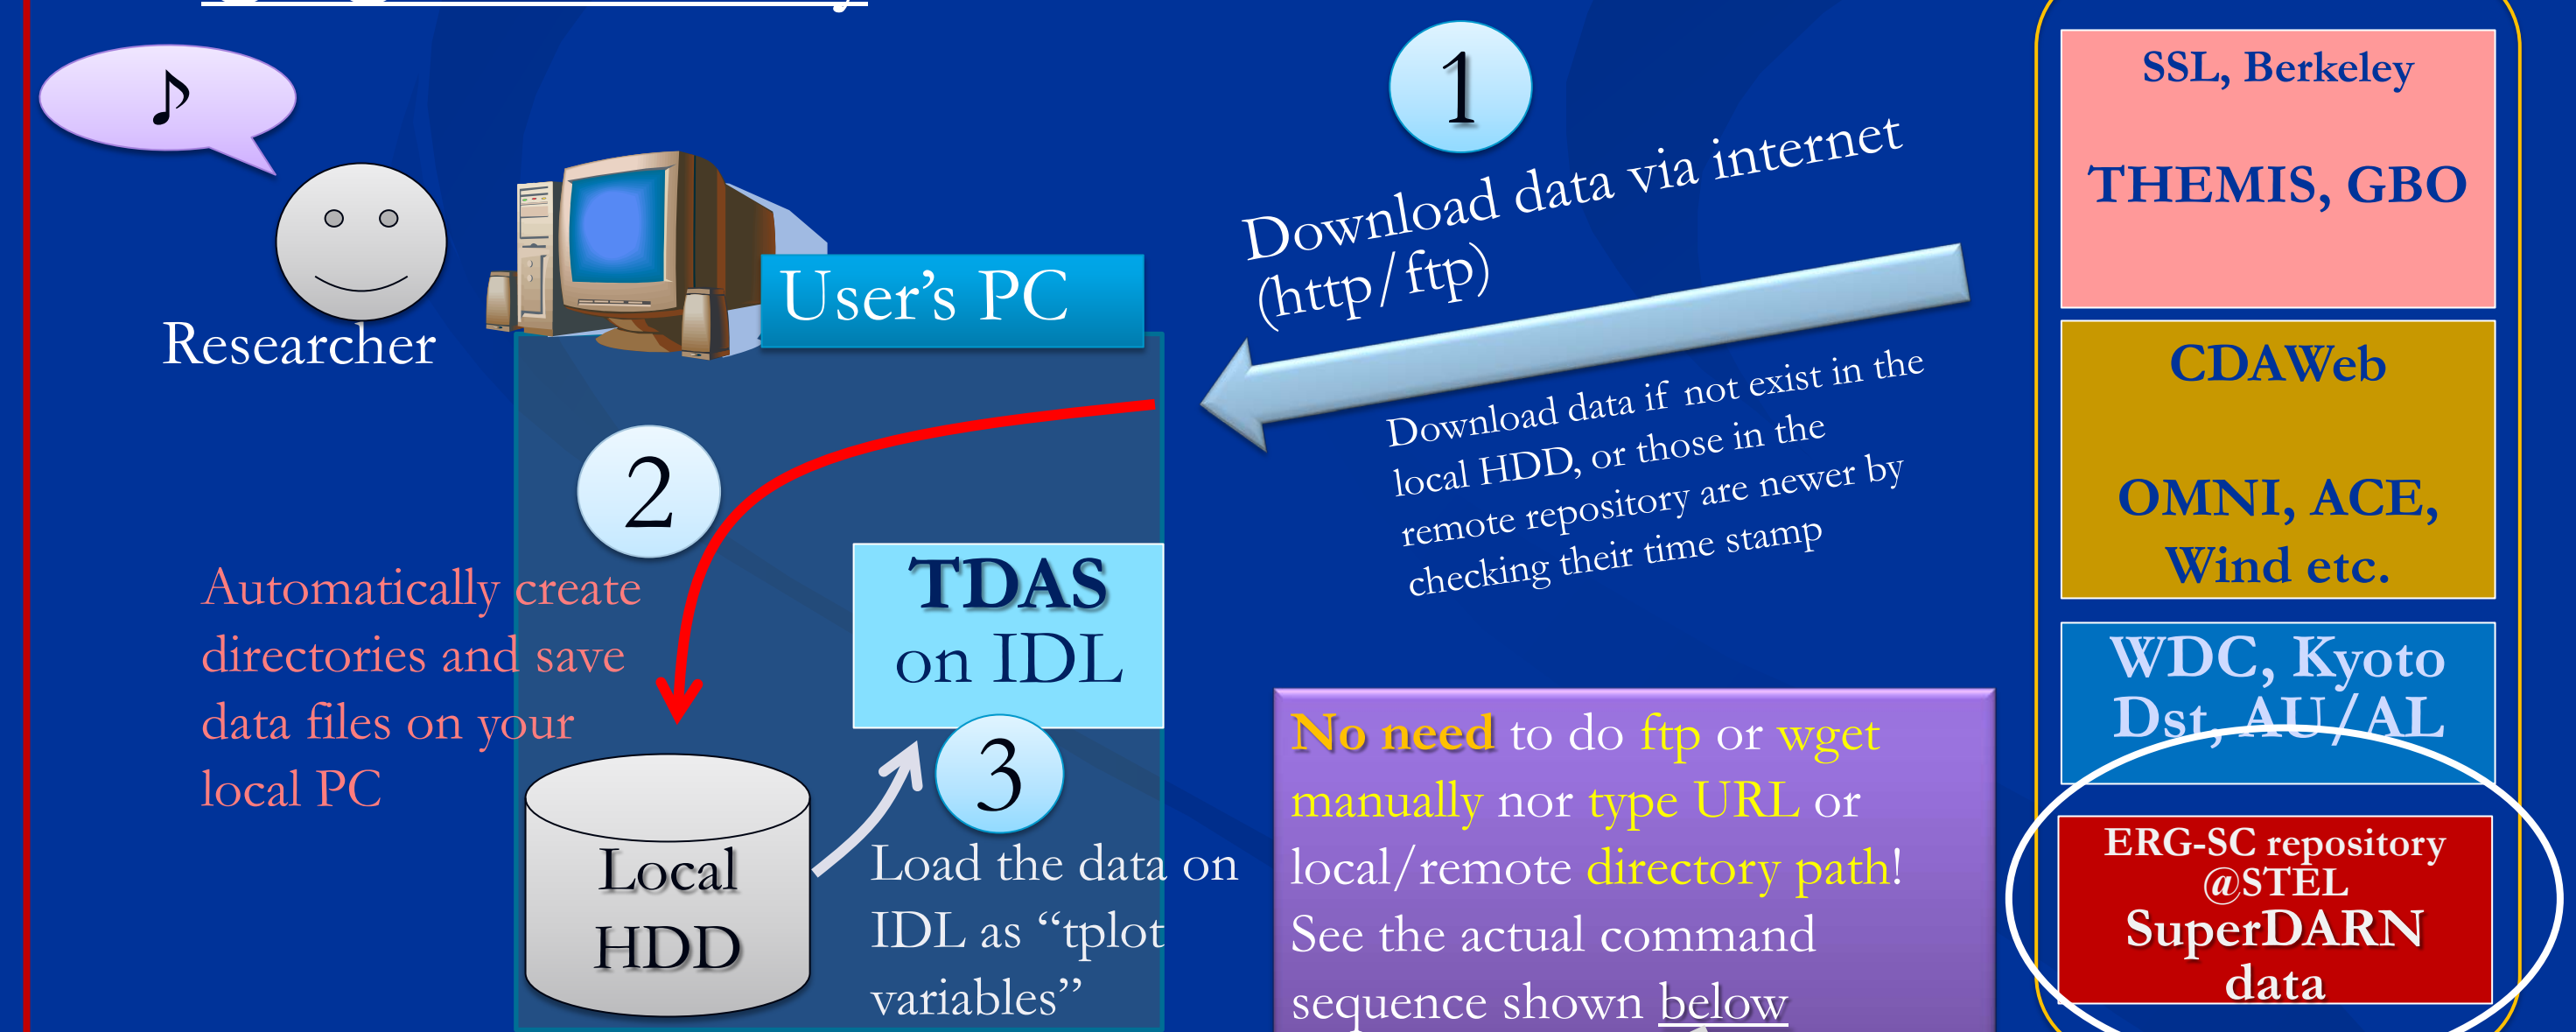 ♪
Researcher
User’s PC
1
Download data via internet
(http/ftp)
Download data if not exist in the
local HDD, or those in the
remote repository are newer by
checking their time stamp
2
Automatically create
directories and save
data files on your
local PC
TDAS
on IDL
3
Load the data on
IDL as “tplot
variables”
Local
HDD
No need to do ftp or wget
manually nor type URL or
local/remote directory path!
See the actual command
sequence shown below
SSL, Berkeley
THEMIS, GBO
CDAWeb
OMNI, ACE,
Wind etc.
WDC, Kyoto
Dst, AU/AL
ERG-SC repository
@STEL
SuperDARN
data